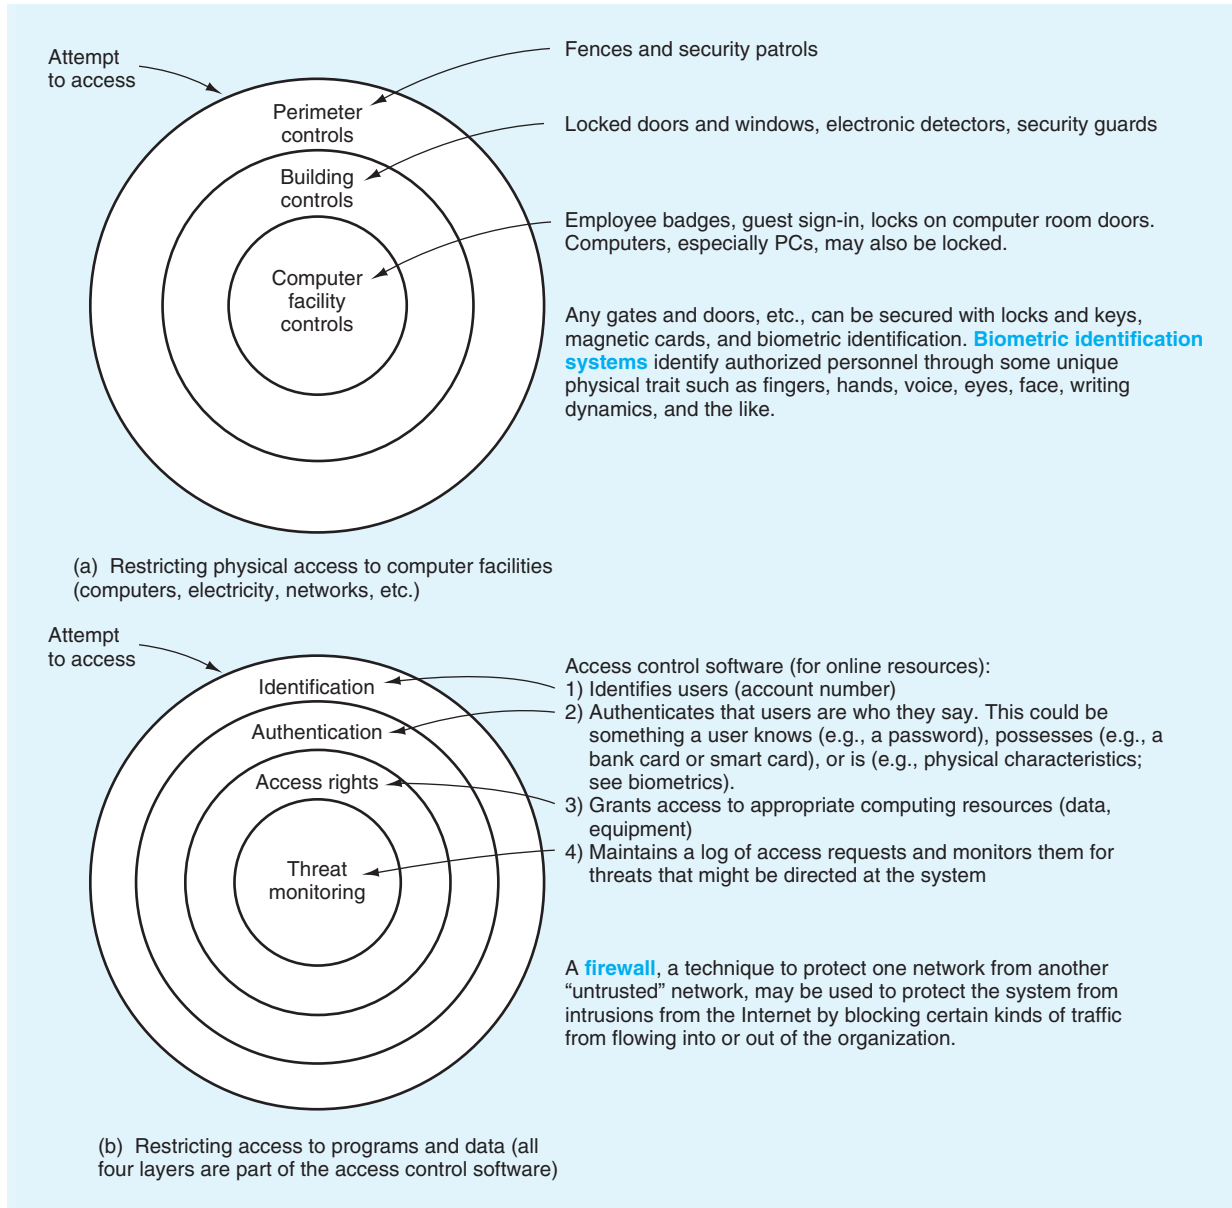 Attempt
to access
Perimeter
controls
Building
controls
Computer
facility
controls
Fences and security patrols
Locked doors and windows, electronic detectors, security guards
Employee badges, guest sign-in, locks on computer room doors.
Computers, especially PCs, may also be locked.
Any gates and doors, etc., can be secured with locks and keys,
magnetic cards, and biometric identification. Biometric identification
systems identify authorized personnel through some unique
physical trait such as fingers, hands, voice, eyes, face, writing
dynamics, and the like.
(a) Restricting physical access to computer facilities
(computers, electricity, networks, etc.)
Attempt
to access
Identification
Authentication
Access rights
Threat
monitoring
Access control software (for online resources):
1) Identifies users (account number)
2) Authenticates that users are who they say. This could be
something a user knows (e.g., a password), possesses (e.g., a
bank card or smart card), or is (e.g., physical characteristics;
see biometrics).
3) Grants access to appropriate computing resources (data,
equipment)
4) Maintains a log of access requests and monitors them for
threats that might be directed at the system
A firewall, a technique to protect one network from another
“untrusted” network, may be used to protect the system from
intrusions from the Internet by blocking certain kinds of traffic
from flowing into or out of the organization.
(b) Restricting access to programs and data (all
four layers are part of the access control software)